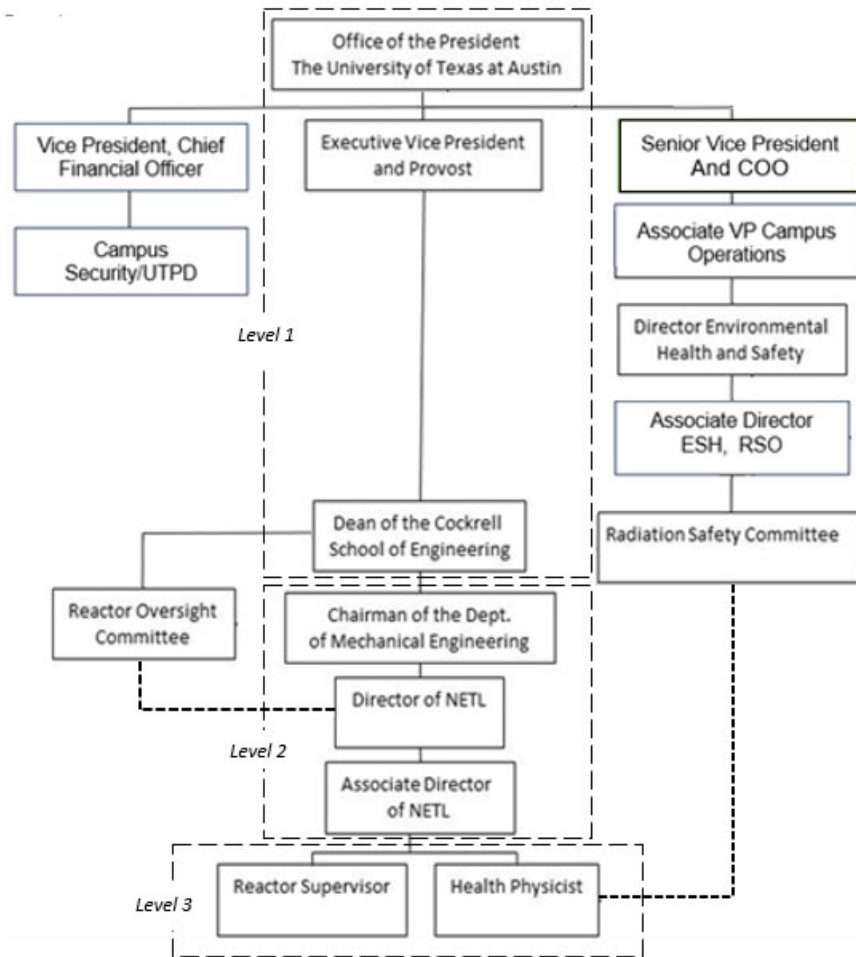 Office of the President
The University of Texas at Austin
Vice President, Chief
Financial Officer
Executive Vice President
and Provost
Senior Vice President
And COO
Campus
Security/UTPD
Associate VP Campus
Operations
Level 1
Director Environmental
Health and Safety
Associate Director
ESH, RSO
Dean of the Cockrell
School of Engineering
Radiation Safety Committee
Reactor Oversight
Committee
Chairman of the Dept.
of Mechanical Engineering
Director of NETL
Level 2
Associate Director
of NETL
Reactor Supervisor
Health Physicist
Level 3